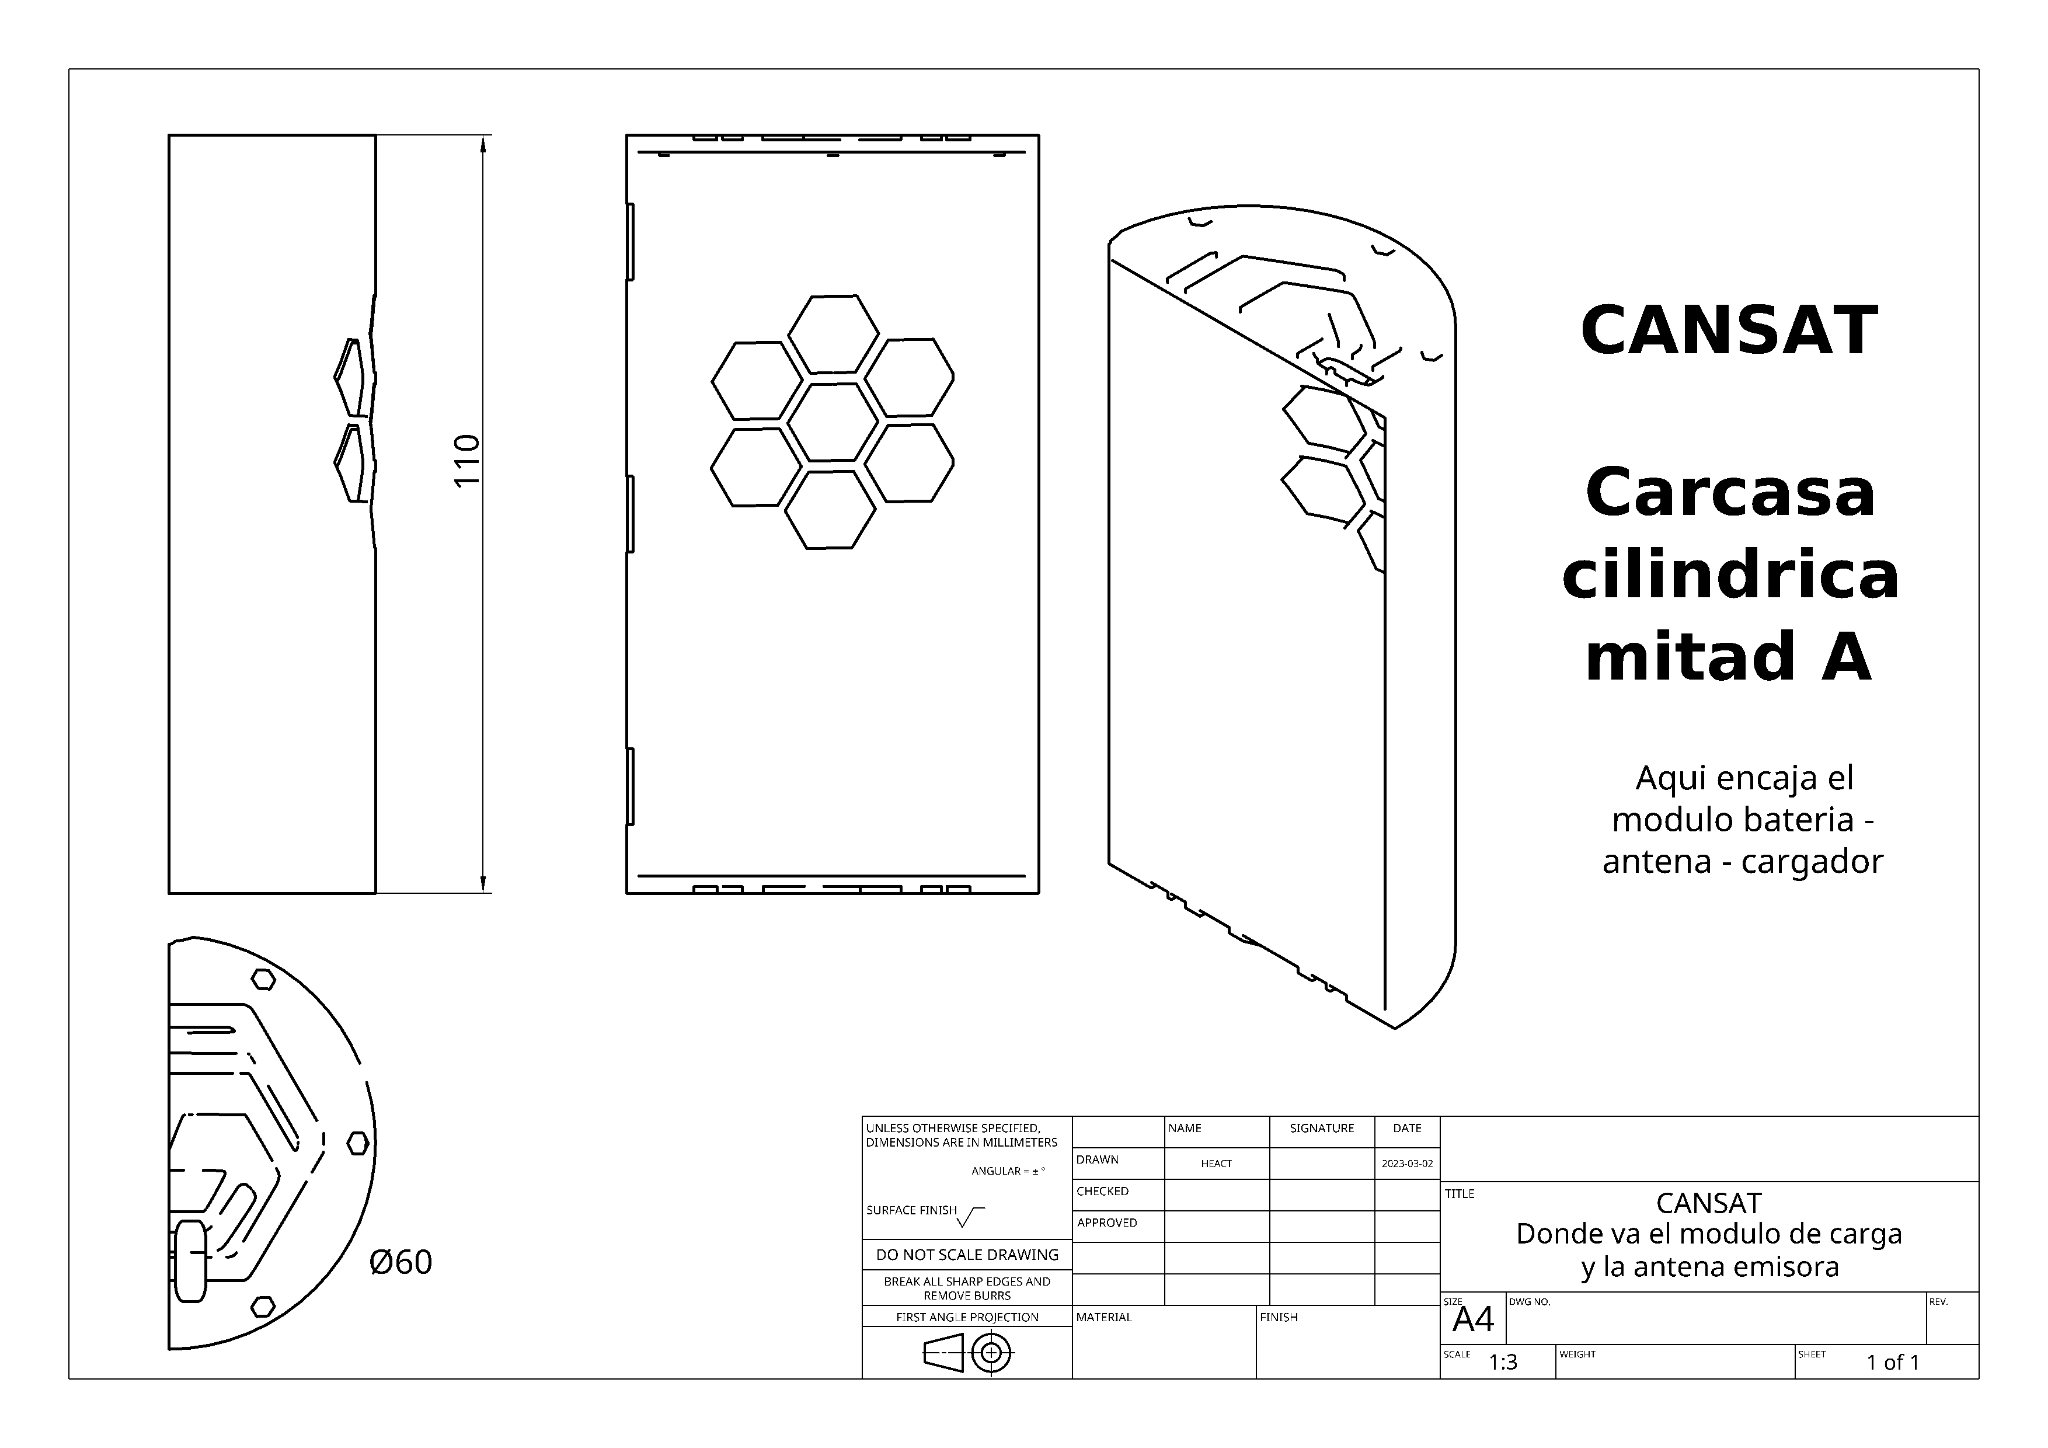 110
CANSAT
Carcasa
cilindrica
mitad A
Aqui encaja el
modulo bateria -
antena - cargador
Ø60
UNLESS OTHERWISE SPECIFIED,
DIMENSIONS ARE IN MILLIMETERS
ANGULAR = ± °
SURFACE FINISH
DO NOT SCALE DRAWING
BREAK ALL SHARP EDGES AND
REMOVE BURRS
FIRST ANGLE PROJECTION
NAME SIGNATURE DATE
DRAWN HEACT 2023-03-02
CHECKED
APPROVED
MATERIAL FINISH
TITLE
CANSAT
Donde va el modulo de carga
y la antena emisora
SIZE A4 DWG NO. REV.
SCALE 1:3 WEIGHT SHEET 1 of 1